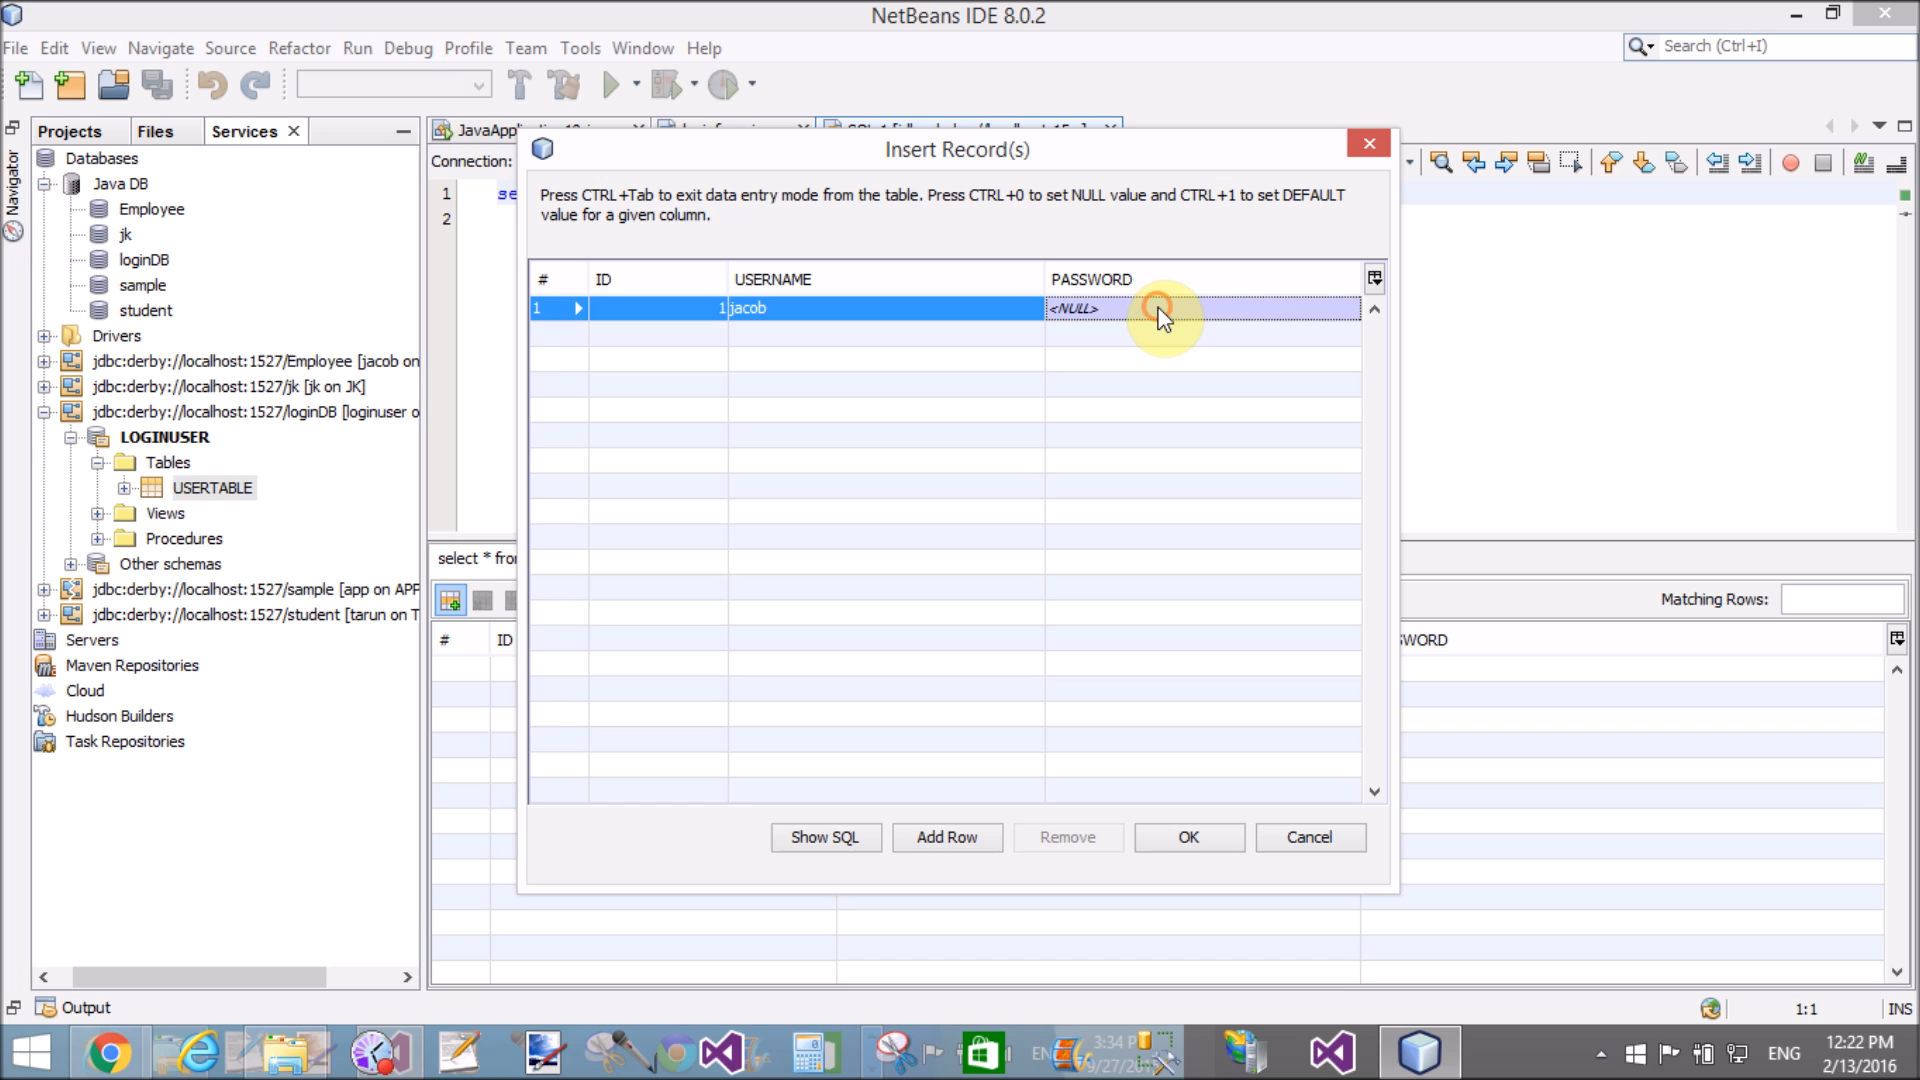 NetBeans IDE 8.0.2
File Edit View Navigate Source Refactor Run Debug Profile Team Tools Window Help
Search (Ctrl+I)
Projects Files Services
Navigator
Databases
Java DB
Employee
jk
loginDB
sample
student
Drivers
jdbc:derby://localhost:1527/Employee [jacob on
jdbc:derby://localhost:1527/jk [jk on JK]
jdbc:derby://localhost:1527/loginDB [loginuser o
LOGINUSER
Tables
USERTABLE
Views
Procedures
Other schemas
jdbc:derby://localhost:1527/sample [app on APP
jdbc:derby://localhost:1527/student [tarun on T
Servers
Maven Repositories
Cloud
Hudson Builders
Task Repositories
Connection:
1 se
2
Insert Record(s)
Press CTRL+Tab to exit data entry mode from the table. Press CTRL+0 to set NULL value and CTRL+1 to set DEFAULT
value for a given column.
# ID USERNAME PASSWORD
1 1 jacob <NULL>
Show SQL Add Row Remove OK Cancel
select * fro
Matching Rows:
# ID SWORD
Output
1:1 INS
3:34 P
9/27/20
ENG
12:22 PM
2/13/2016